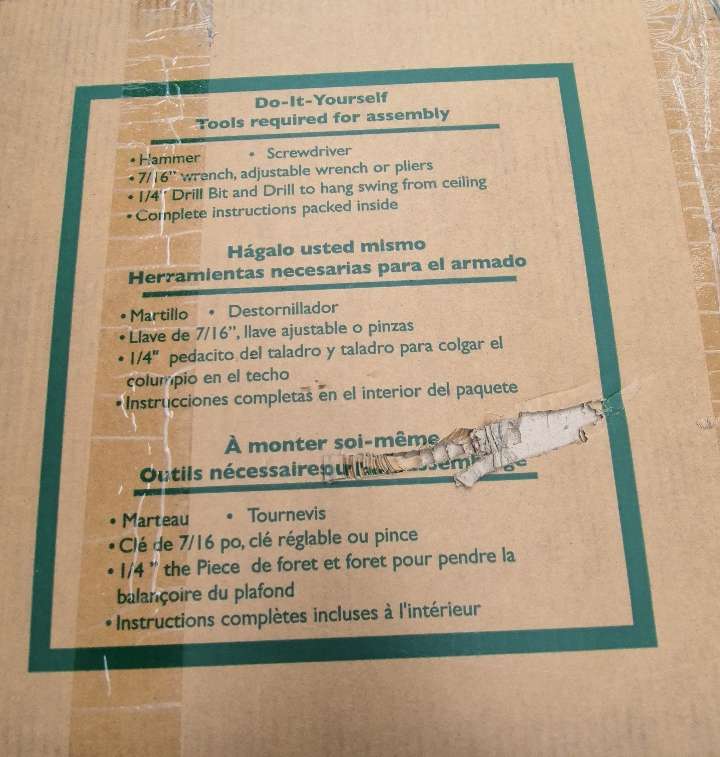 Do-It-Yourself
Tools required for assembly
• Hammer • Screwdriver
• 7/16" wrench, adjustable wrench or pliers
• 1/4" Drill Bit and Drill to hang swing from ceiling
• Complete instructions packed inside
Hágalo usted mismo
Herramientas necesarias para el armado
• Martillo • Destornillador
• Llave de 7/16", llave ajustable o pinzas
• 1/4" pedacito del taladro y taladro para colgar el
columpio en el techo
• Instrucciones completas en el interior del paquete
À monter soi-même
Outils nécessaires
• Marteau • Tournevis
• Clé de 7/16 po, clé réglable ou pince
• 1/4 " the Piece de foret et foret pour pendre la
balançoire du plafond
• Instructions complètes incluses à l'intérieur